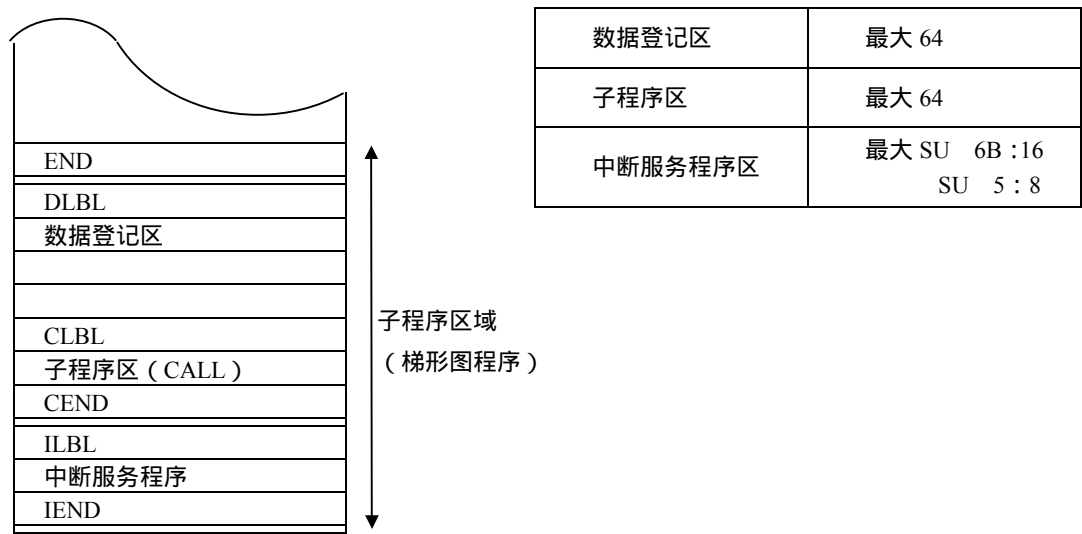 END
DLBL
数据登记区
CLBL
子程序区（CALL）
CEND
ILBL
中断服务程序
IEND
子程序区域
（梯形图程序）
数据登记区 最大 64
子程序区 最大 64
中断服务程序区 最大 SU 6B：16
SU 5：8